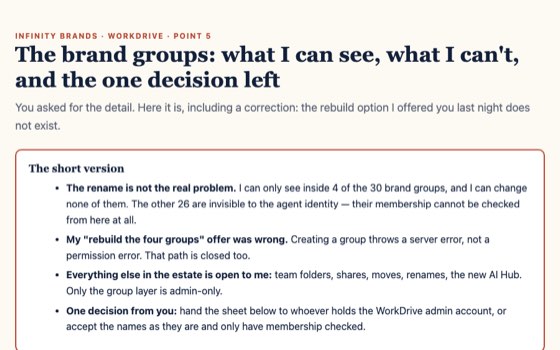 INFINITY BRANDS · WORKDRIVE · POINT 5
The brand groups: what I can see, what I can't,
and the one decision left
You asked for the detail. Here it is, including a correction: the rebuild option I offered you last night does
not exist.
The short version
• The rename is not the real problem. I can only see inside 4 of the 30 brand groups, and I can change
none of them. The other 26 are invisible to the agent identity — their membership cannot be checked
from here at all.
• My "rebuild the four groups" offer was wrong. Creating a group throws a server error, not a
permission error. That path is closed too.
• Everything else in the estate is open to me: team folders, shares, moves, renames, the new AI Hub.
Only the group layer is admin-only.
• One decision from you: hand the sheet below to whoever holds the WorkDrive admin account, or
accept the names as they are and only have membership checked.